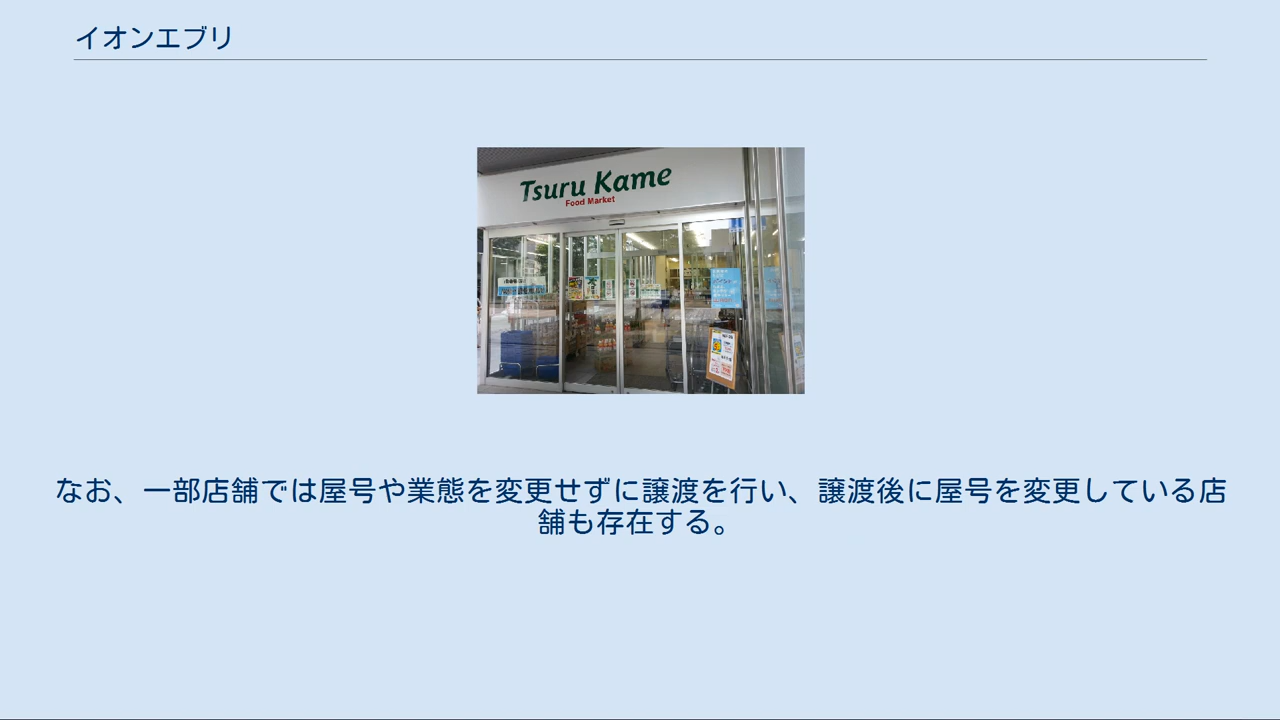 イオンエブリ
Tsuru Kame
Food Market
なお、一部店舗では屋号や業態を変更せずに譲渡を行い、譲渡後に屋号を変更している店
舗も存在する。